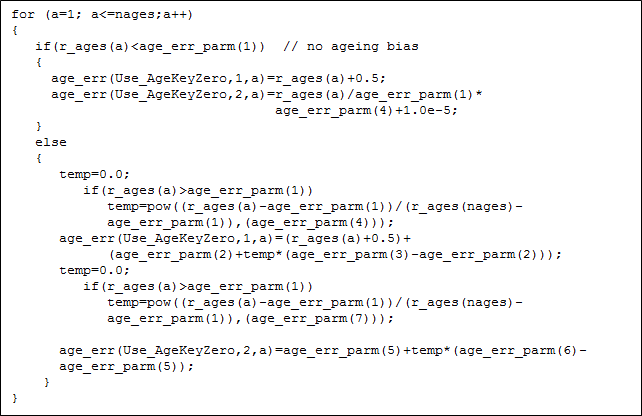 for (a=1; a<=nages;a++)
{
if(r_ages(a)<age_err_parm(1)) // no ageing bias
{
age_err(Use_AgeKeyZero,1,a)=r_ages(a)+0.5;
age_err(Use_AgeKeyZero,2,a)=r_ages(a)/age_err_parm(1)*
age_err_parm(4)+1.0e-5;
}
else
{
temp=0.0;
if(r_ages(a)>age_err_parm(1))
temp=pow((r_ages(a)-age_err_parm(1))/(r_ages(nages)-
age_err_parm(1)),(age_err_parm(4)));
age_err(Use_AgeKeyZero,1,a)=(r_ages(a)+0.5)+
(age_err_parm(2)+temp*(age_err_parm(3)-age_err_parm(2)));
temp=0.0;
if(r_ages(a)>age_err_parm(1))
temp=pow((r_ages(a)-age_err_parm(1))/(r_ages(nages)-
age_err_parm(1)),(age_err_parm(7)));
age_err(Use_AgeKeyZero,2,a)=age_err_parm(5)+temp*(age_err_parm(6)-
age_err_parm(5));
}
}